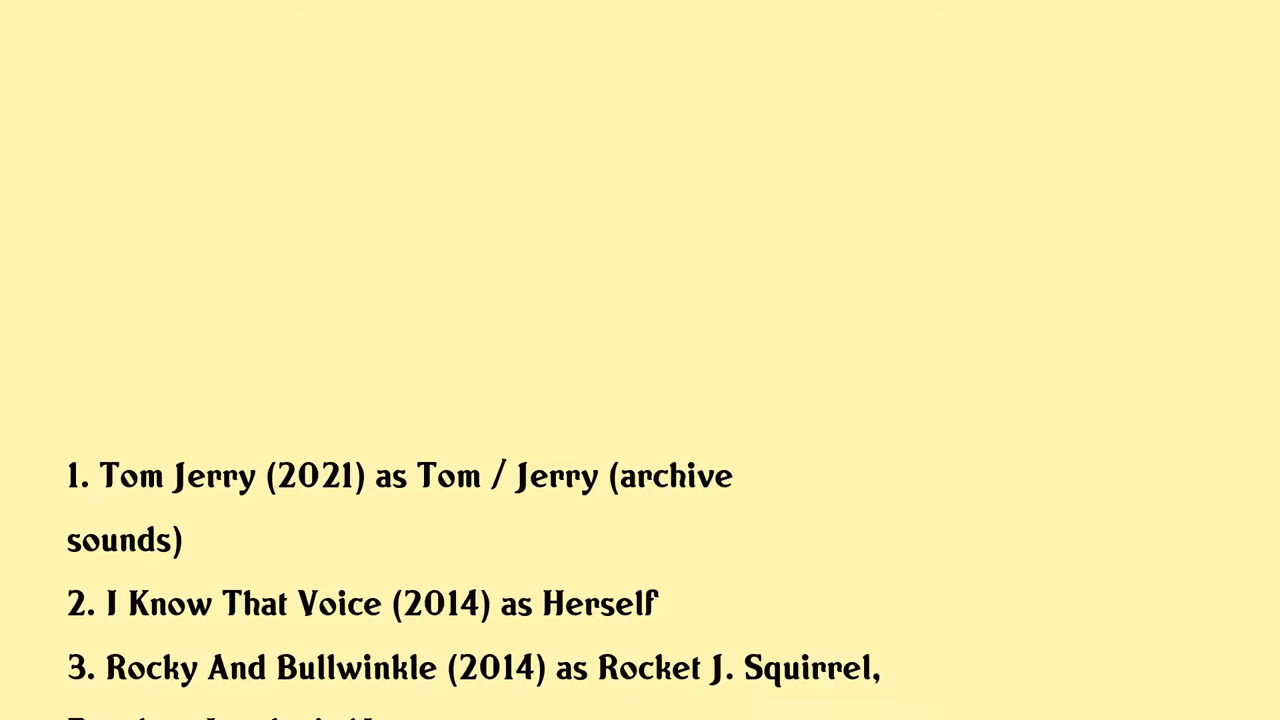 1. Tom Jerry (2021) as Tom / Jerry (archive
sounds)
2. I Know That Voice (2014) as Herself
3. Rocky And Bullwinkle (2014) as Rocket J. Squirrel,